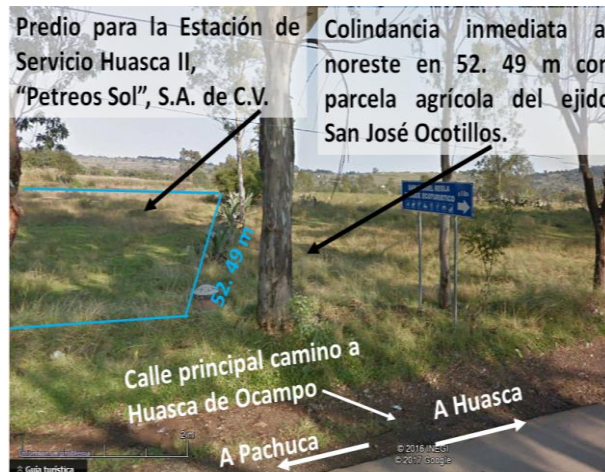 Predio para la Estación de
Servicio Huasca II,
“Petreos Sol”, S.A. de C.V.
Colindancia inmediata a
noreste en 52. 49 m con
parcela agrícola del ejido
San José Ocotillos.
52. 49 m
Calle principal camino a
Huasca de Ocampo
A Huasca
A Pachuca
2 m
© 2016 INEGI
© 2017 Google
Guía turística